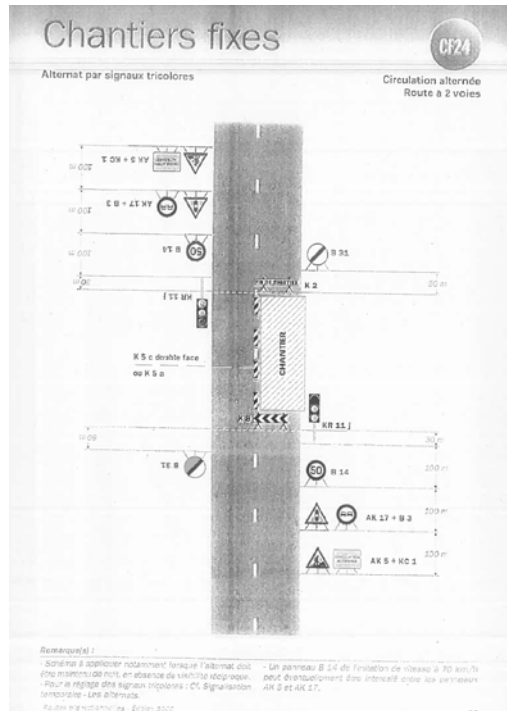 Chantiers fixes
CF24
Alternat par signaux tricolores
Circulation alternée
Route à 2 voies
AK 5 + KC 1
100 m
AK 17 + B 3
100 m
B 14
50
100 m
B 31
30 m
K 2
KR 11 j
K 5 c double face
ou K 5 a
CHANTIER
K 8
KR 11 j
30 m
B 31
50
B 14
100 m
AK 17 + B 3
100 m
AK 5 + KC 1
100 m
Remarque(s) :
- Schéma à appliquer notamment lorsque l'alternat doit
être maintenu de nuit, en absence de visibilité réciproque.
- Pour le réglage des signaux tricolores : Cf. Signalisation
temporaire - Les alternats.
- Un panneau B 14 de limitation de vitesse à 70 km/h
peut éventuellement être intercalé entre les panneaux
AK 5 et AK 17.